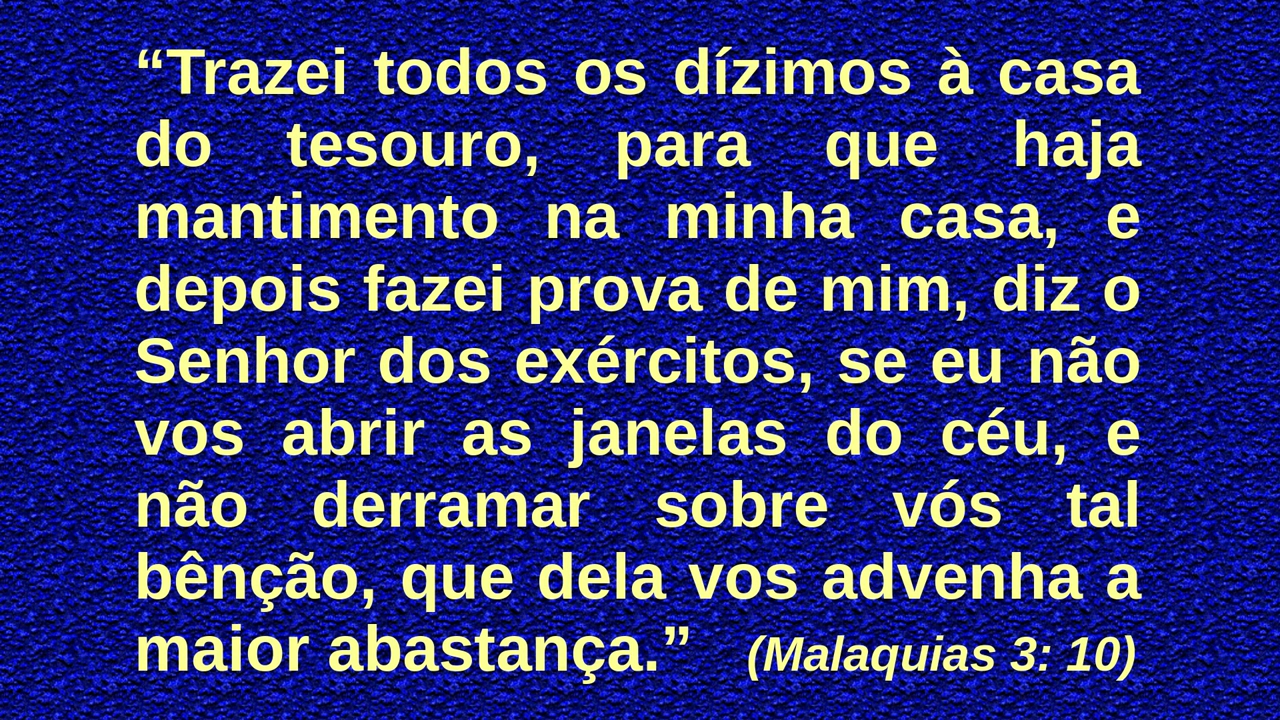 “Trazei todos os dízimos à casa
do tesouro, para que haja
mantimento na minha casa, e
depois fazei prova de mim, diz o
Senhor dos exércitos, se eu não
vos abrir as janelas do céu, e
não derramar sobre vós tal
bênção, que dela vos advenha a
maior abastança.” (Malaquias 3: 10)